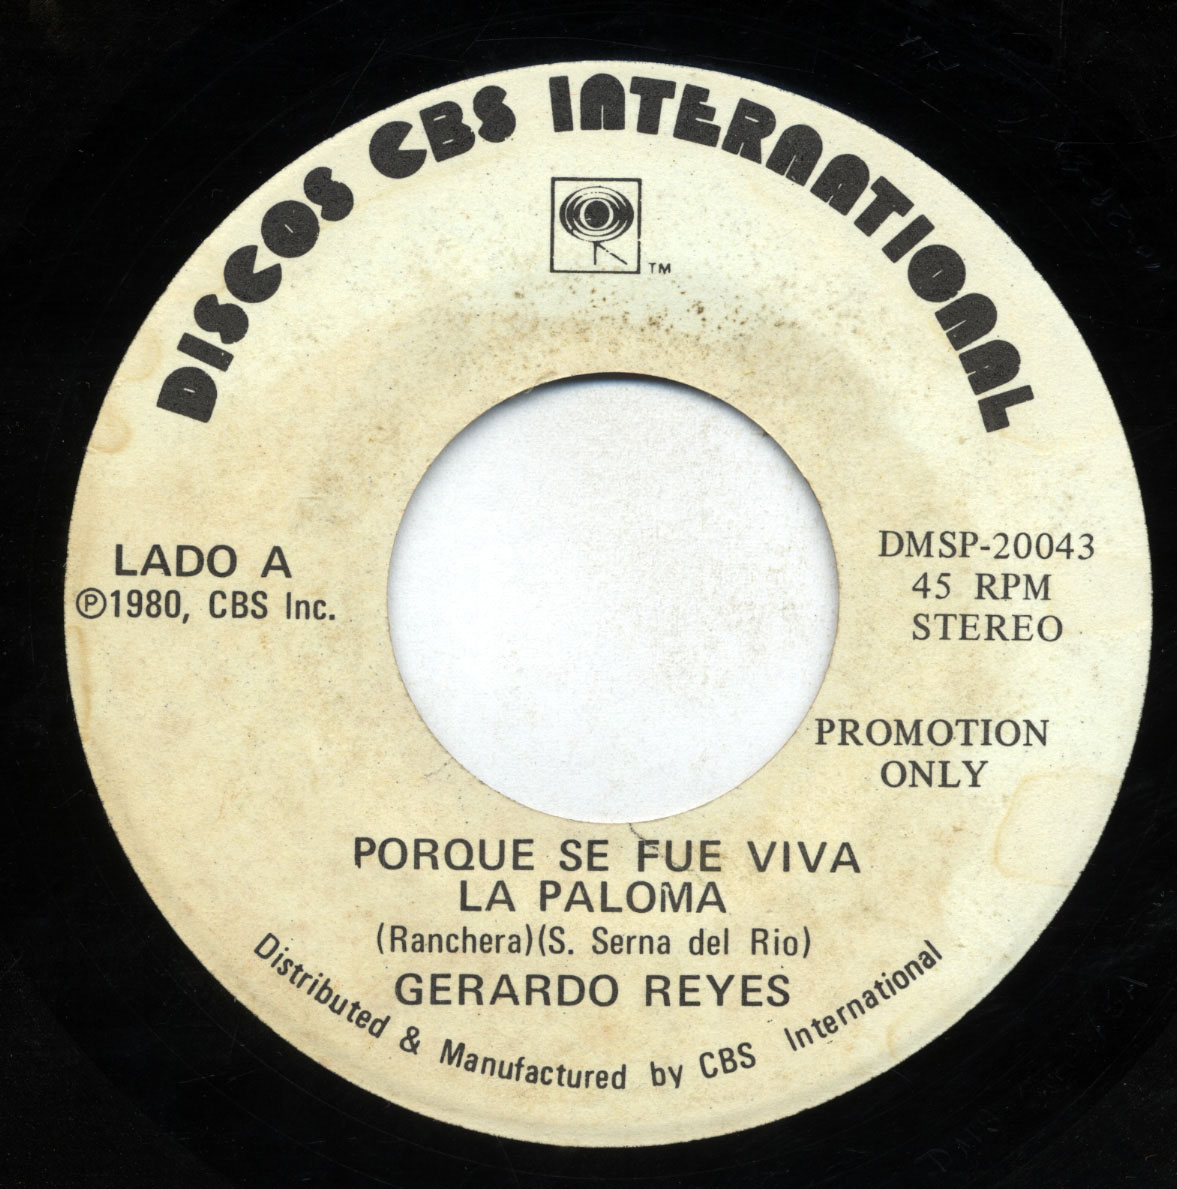 DISCOS CBS INTERNATIONAL
TM
LADO A
℗1980, CBS Inc.
DMSP-20043
45 RPM
STEREO
PROMOTION
ONLY
PORQUE SE FUE VIVA
LA PALOMA
(Ranchera)(S. Serna del Rio)
GERARDO REYES
Distributed & Manufactured by CBS International